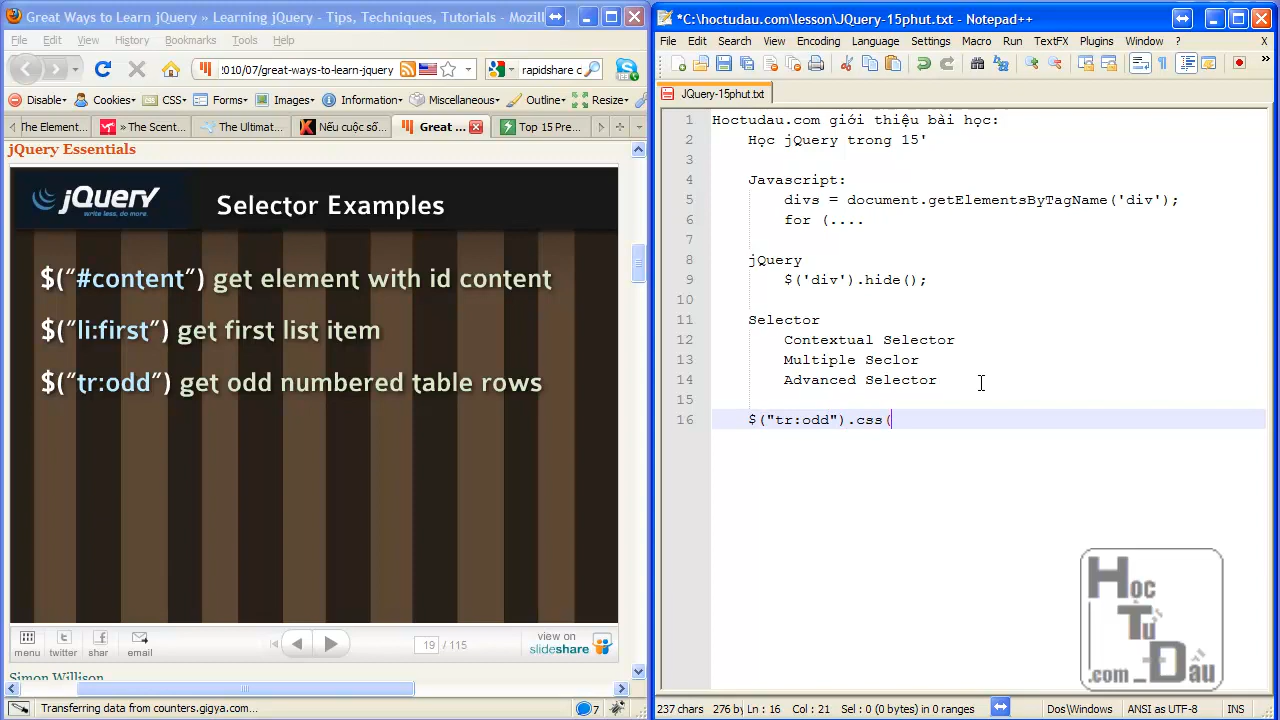 Great Ways to Learn jQuery » Learning jQuery - Tips, Techniques, Tutorials - Mozil
File Edit View History Bookmarks Tools Help
!010/07/great-ways-to-learn-jquery
rapidshare c
Disable Cookies CSS Forms Images Information Miscellaneous Outline Resize
The Element...
» The Scent...
The Ultimat...
Nếu cuộc số...
Great ...
Top 15 Pre...
jQuery Essentials
jQuery
write less, do more.
Selector Examples
$("#content") get element with id content
$("li:first") get first list item
$("tr:odd") get odd numbered table rows
menu twitter shar email
19 / 115
view on
slideshare
Simon Willison
Transferring data from counters.gigya.com...
7
*C:\hoctudau.com\lesson\JQuery-15phut.txt - Notepad++
File Edit Search View Encoding Language Settings Macro Run TextFX Plugins Window ? X
JQuery-15phut.txt
1 Hoctudau.com giới thiệu bài học:
2 Học jQuery trong 15'
3
4 Javascript:
5 divs = document.getElementsByTagName('div');
6 for (....
7
8 jQuery
9 $('div').hide();
10
11 Selector
12 Contextual Selector
13 Multiple Seclor
14 Advanced Selector
15
16 $("tr:odd").css(
Học
Từ
.com Đầu
237 chars 276 by Ln : 16 Col : 21 Sel : 0 (0 bytes) in 0 ranges Dos\Windows ANSI as UTF-8 INS